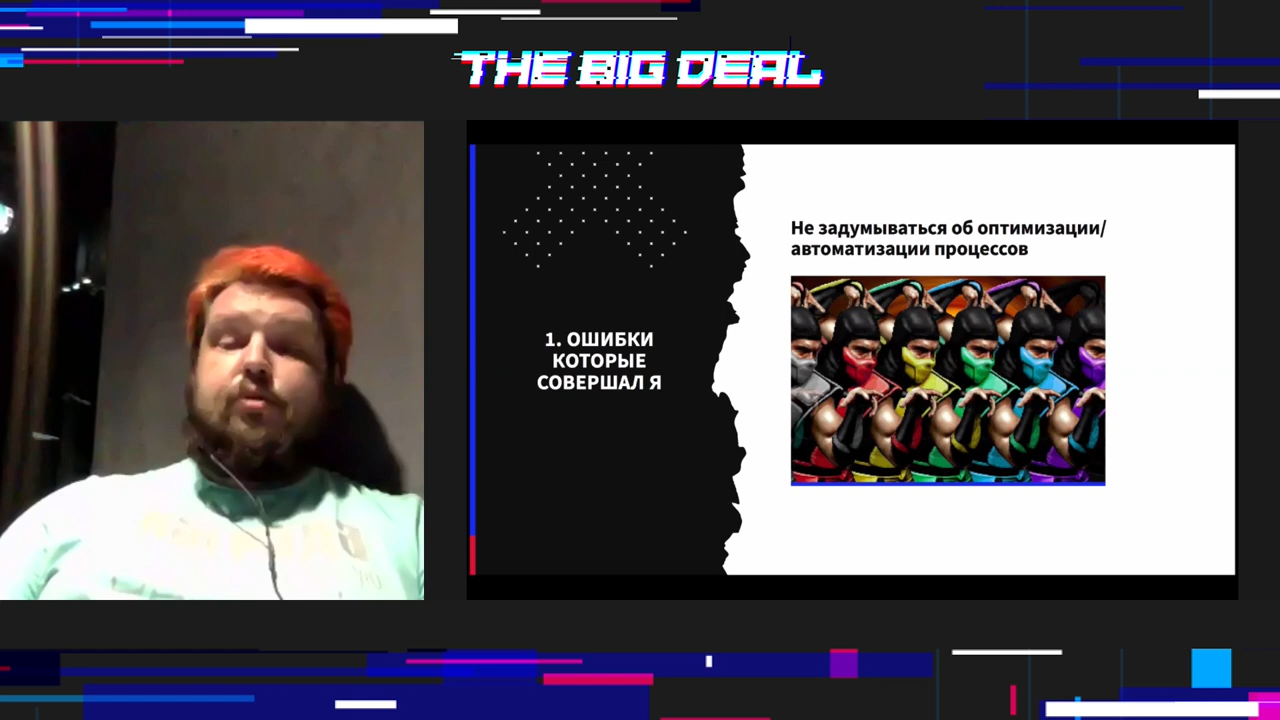 THE BIG DEAL
1. ОШИБКИ
КОТОРЫЕ
СОВЕРШАЛ Я
Не задумываться об оптимизации/
автоматизации процессов